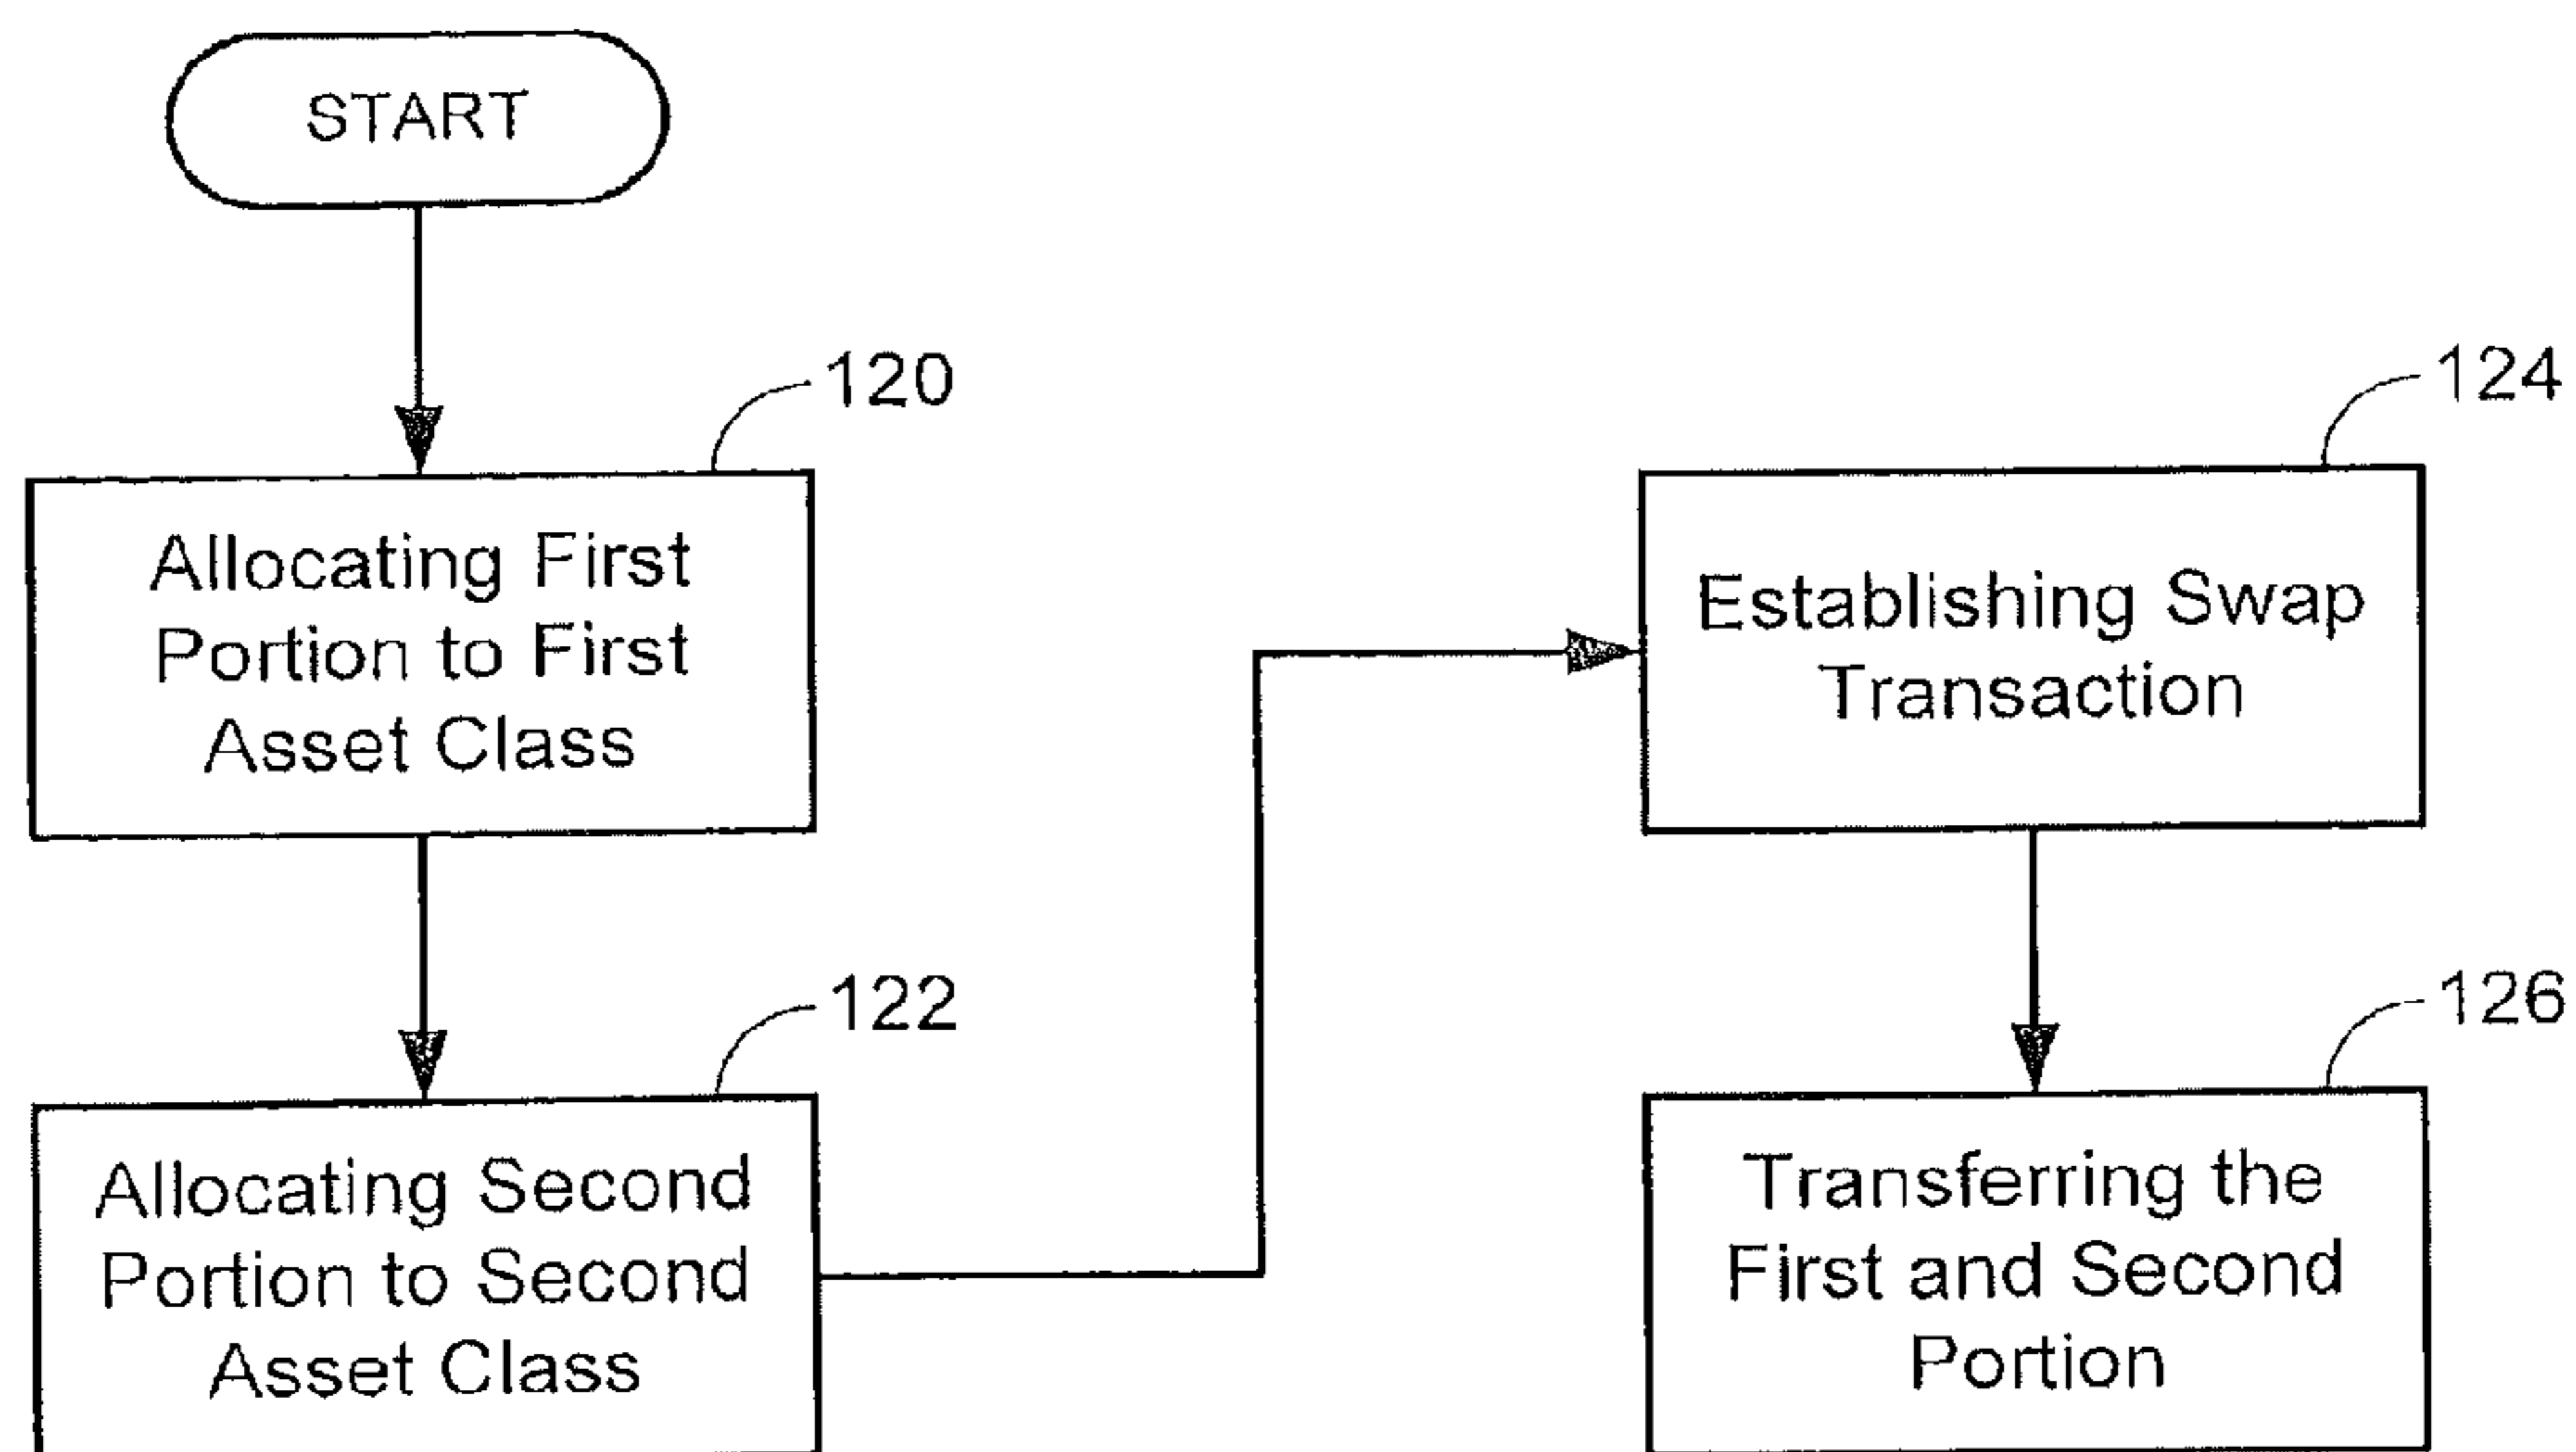 START
120
Allocating First
Portion to First
Asset Class
122
Allocating Second
Portion to Second
Asset Class
124
Establishing Swap
Transaction
126
Transferring the
First and Second
Portion